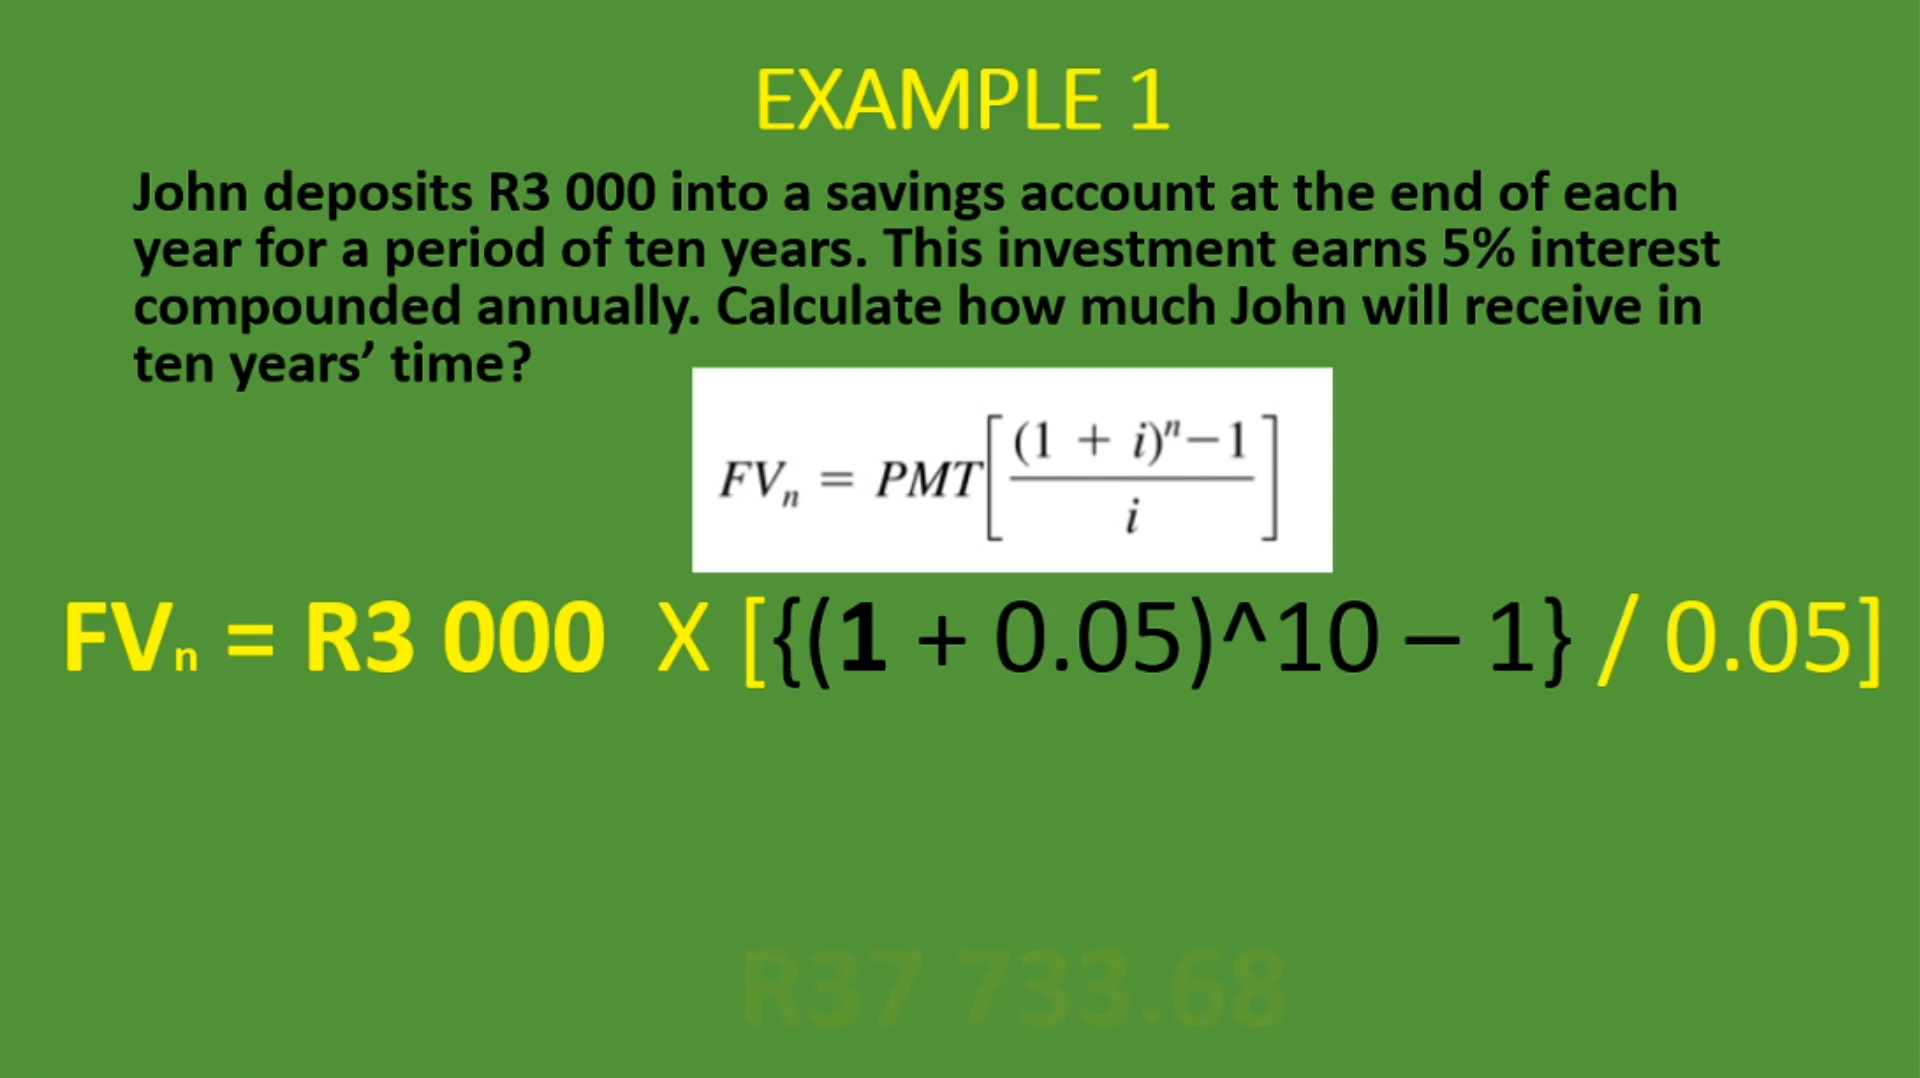 EXAMPLE 1
John deposits R3 000 into a savings account at the end of each
year for a period of ten years. This investment earns 5% interest
compounded annually. Calculate how much John will receive in
ten years’ time?
FVₙ = PMT[((1 + i)ⁿ−1)/i]
FVₙ = R3 000 X [{(1 + 0.05)^10 – 1} / 0.05]
R37 733.68